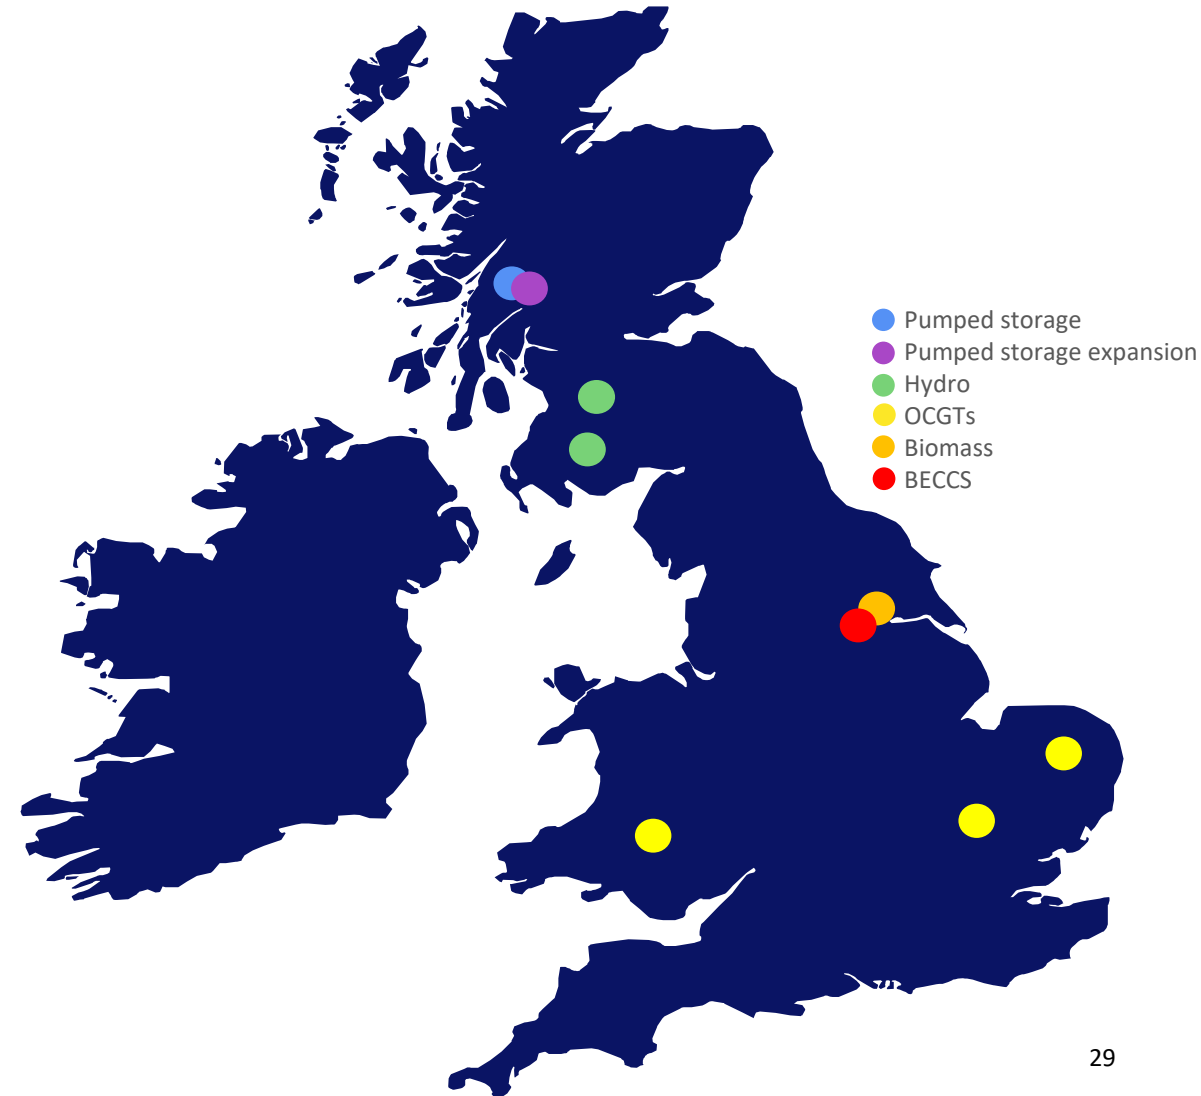 Pumped storage
Pumped storage expansion
Hydro
OCGTs
Biomass
BECCS
29